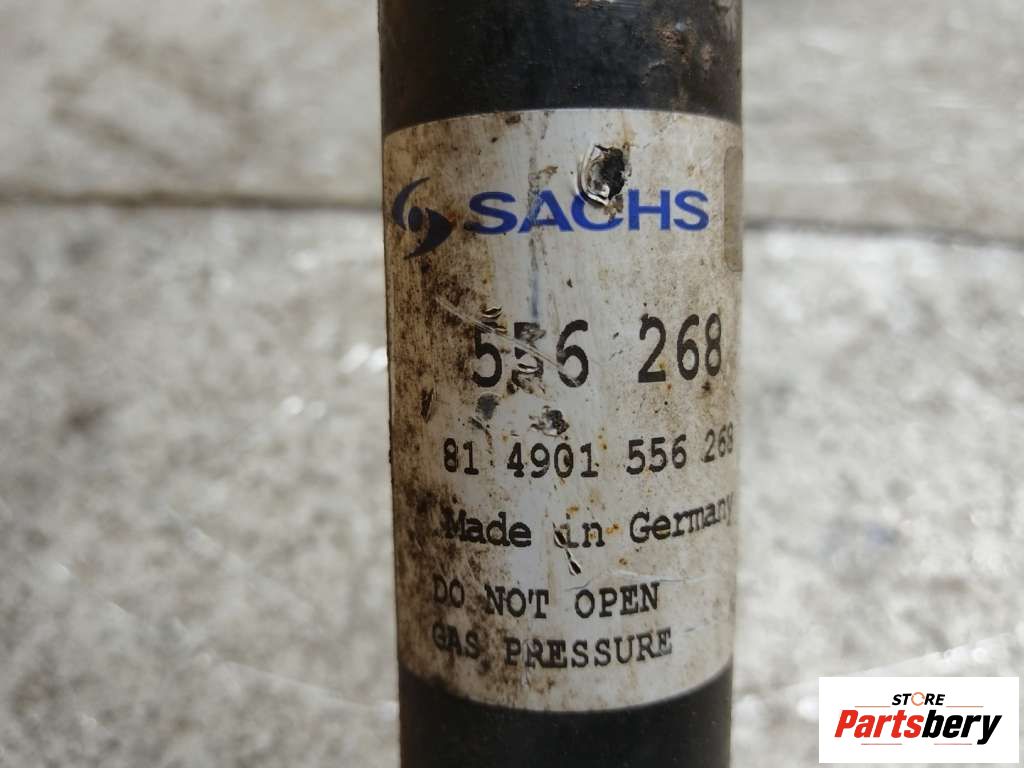 SACHS
556 268
81 4901 556 268
Made in Germany
DO NOT OPEN
GAS PRESSURE
STORE
Partsbery